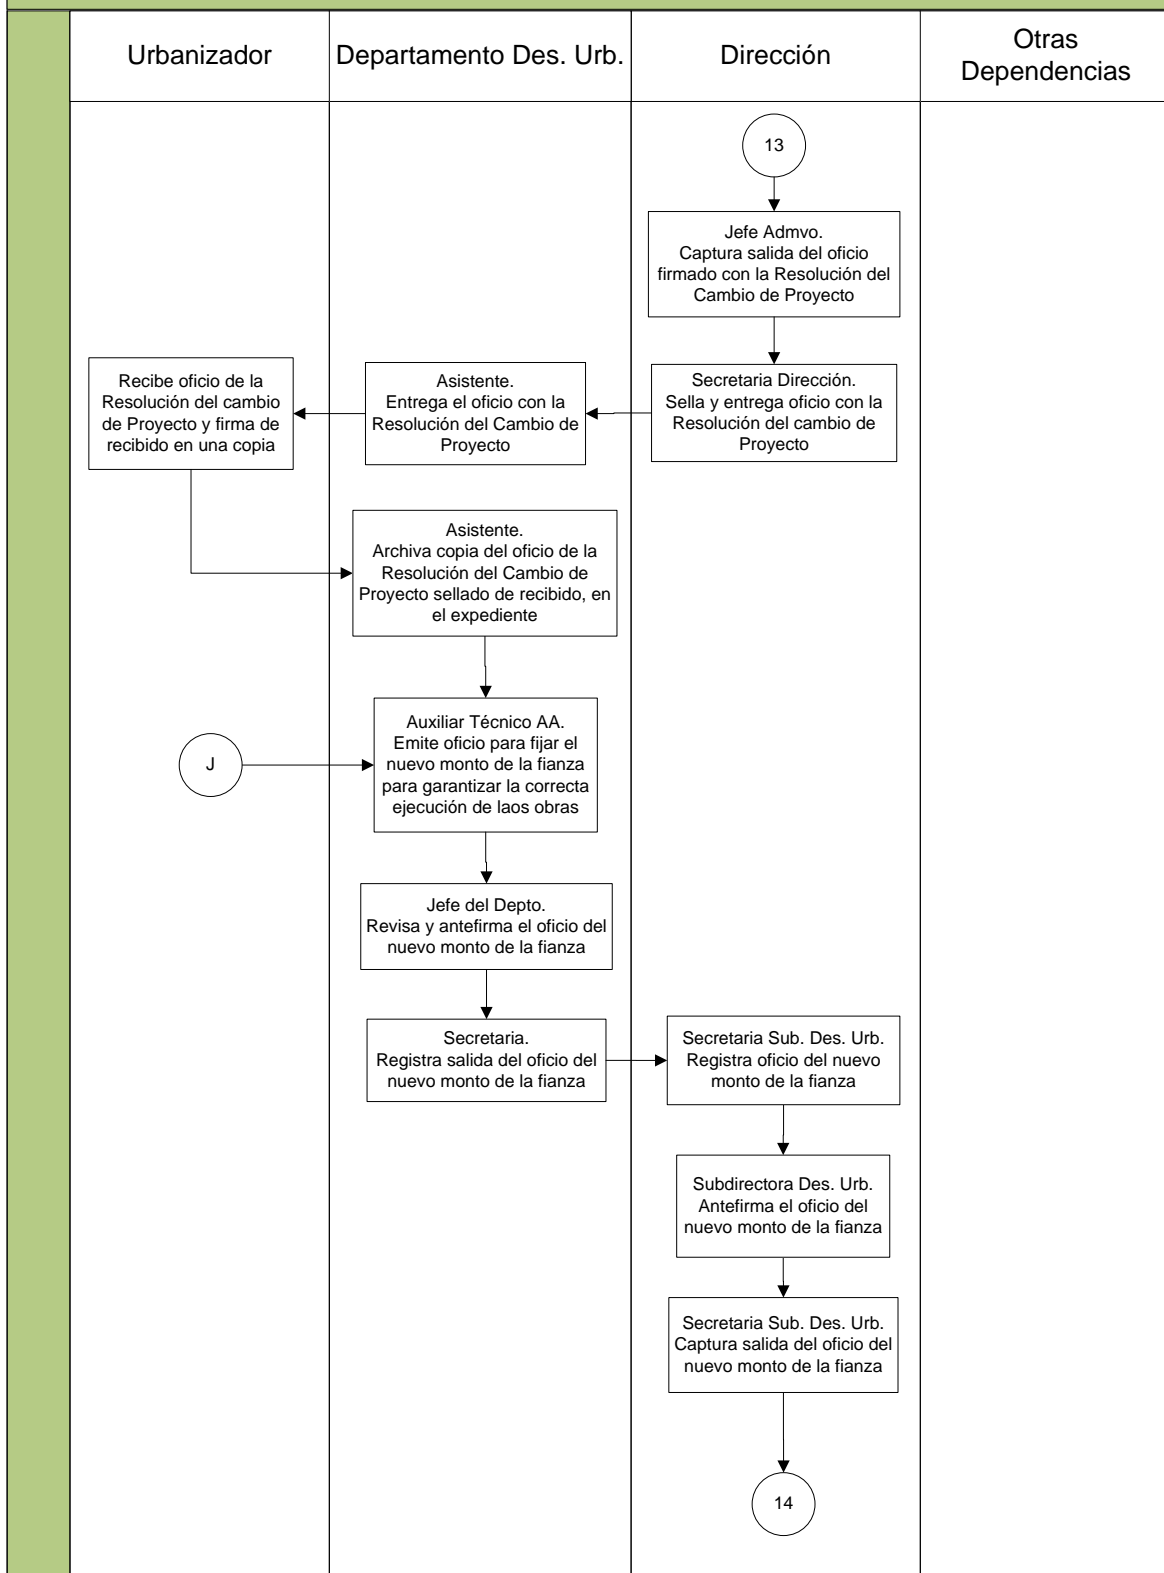 Urbanizador
Departamento Des. Urb.
Dirección
Otras
Dependencias
13
Jefe Admvo.
Captura salida del oficio
firmado con la Resolución del
Cambio de Proyecto
Secretaria Dirección.
Sella y entrega oficio con la
Resolución del cambio de
Proyecto
Asistente.
Entrega el oficio con la
Resolución del Cambio de
Proyecto
Recibe oficio de la
Resolución del cambio
de Proyecto y firma de
recibido en una copia
Asistente.
Archiva copia del oficio de la
Resolución del Cambio de
Proyecto sellado de recibido, en
el expediente
J
Auxiliar Técnico AA.
Emite oficio para fijar el
nuevo monto de la fianza
para garantizar la correcta
ejecución de laos obras
Jefe del Depto.
Revisa y antefirma el oficio del
nuevo monto de la fianza
Secretaria.
Registra salida del oficio del
nuevo monto de la fianza
Secretaria Sub. Des. Urb.
Registra oficio del nuevo
monto de la fianza
Subdirectora Des. Urb.
Antefirma el oficio del
nuevo monto de la fianza
Secretaria Sub. Des. Urb.
Captura salida del oficio del
nuevo monto de la fianza
14